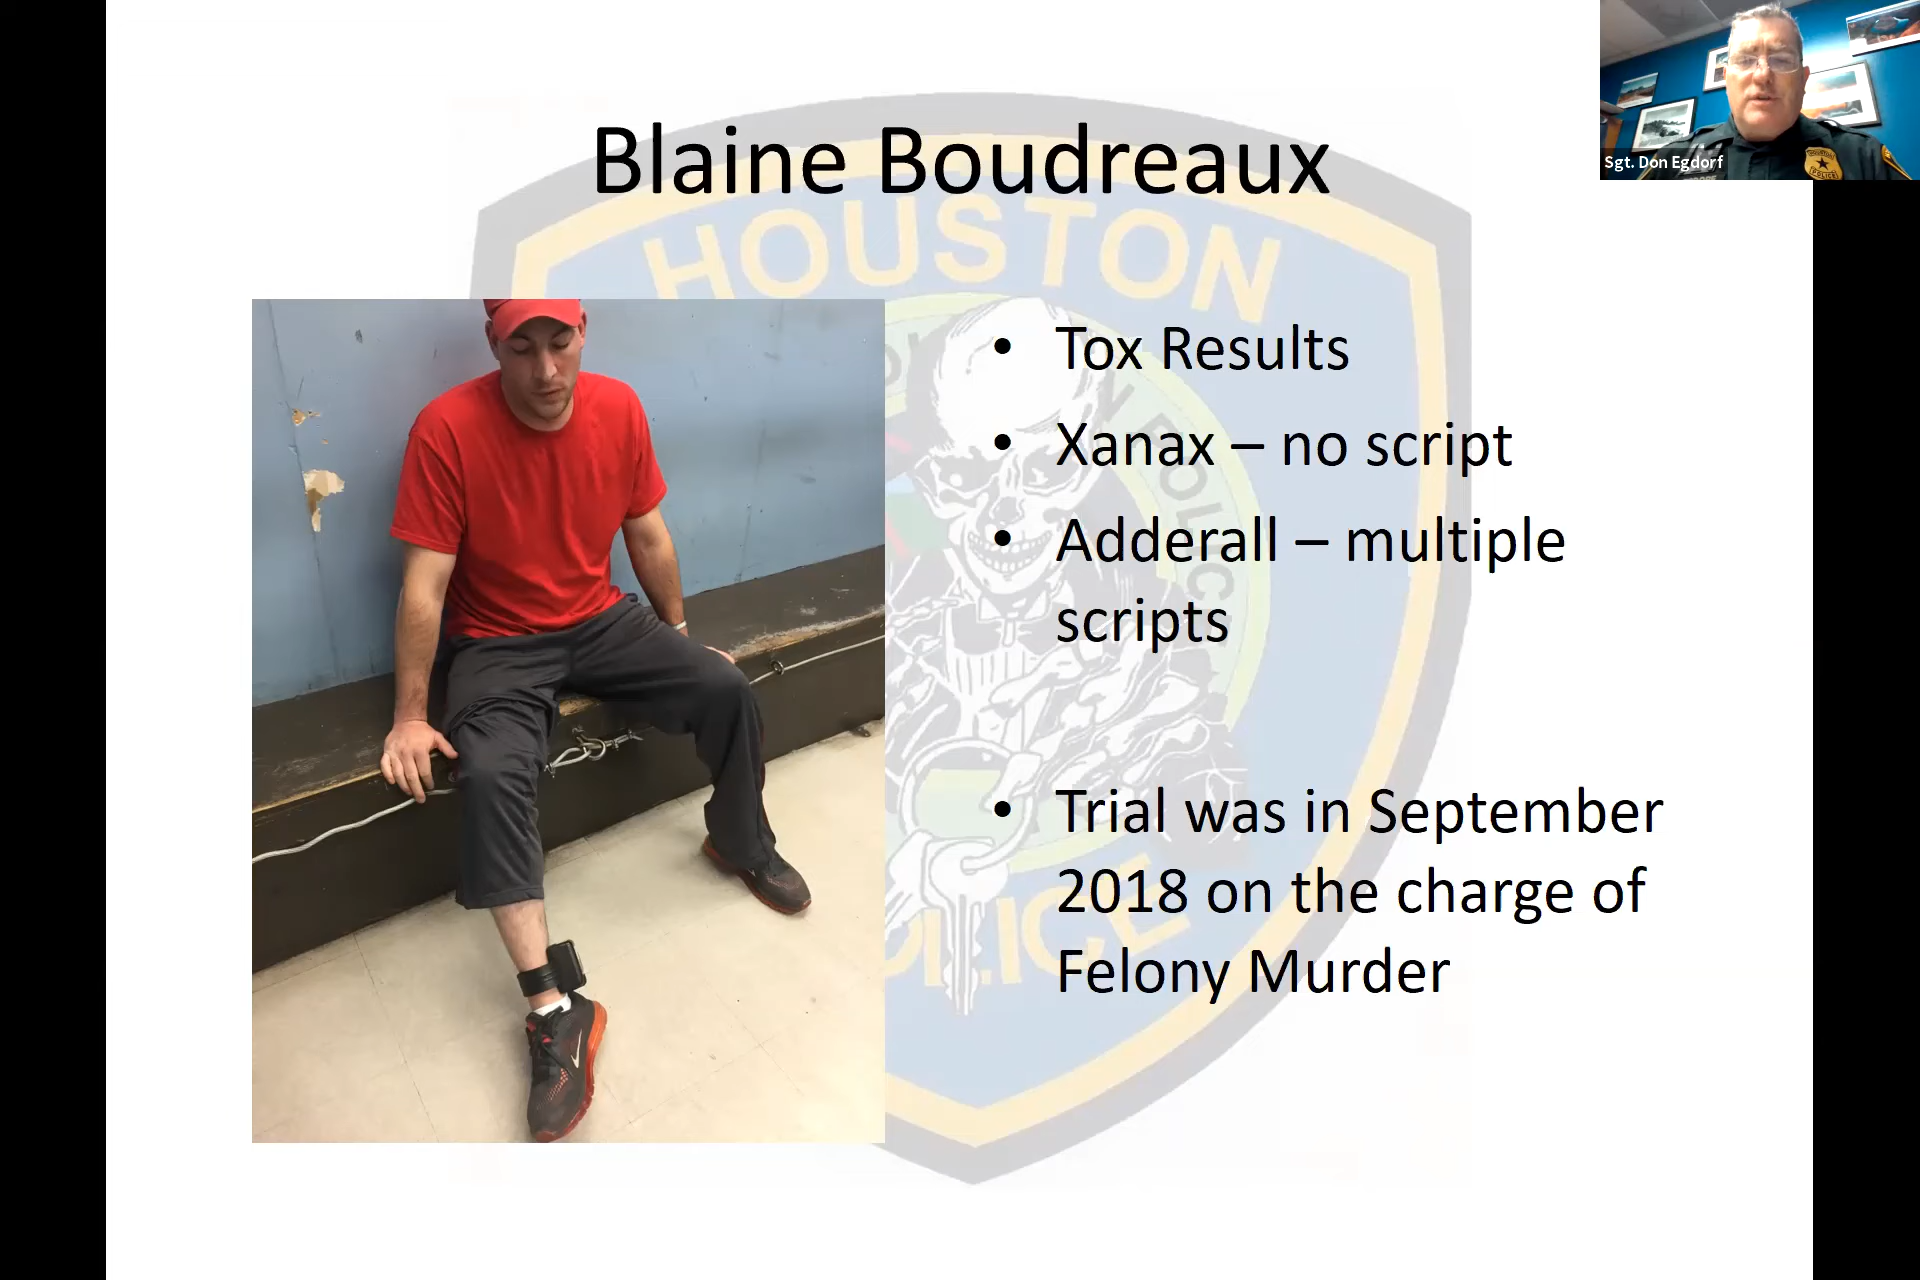 Blaine Boudreaux
Sgt. Don Egdorf
HOUSTON
• Tox Results
• Xanax – no script
• Adderall – multiple
scripts
• Trial was in September
2018 on the charge of
Felony Murder
POLICE